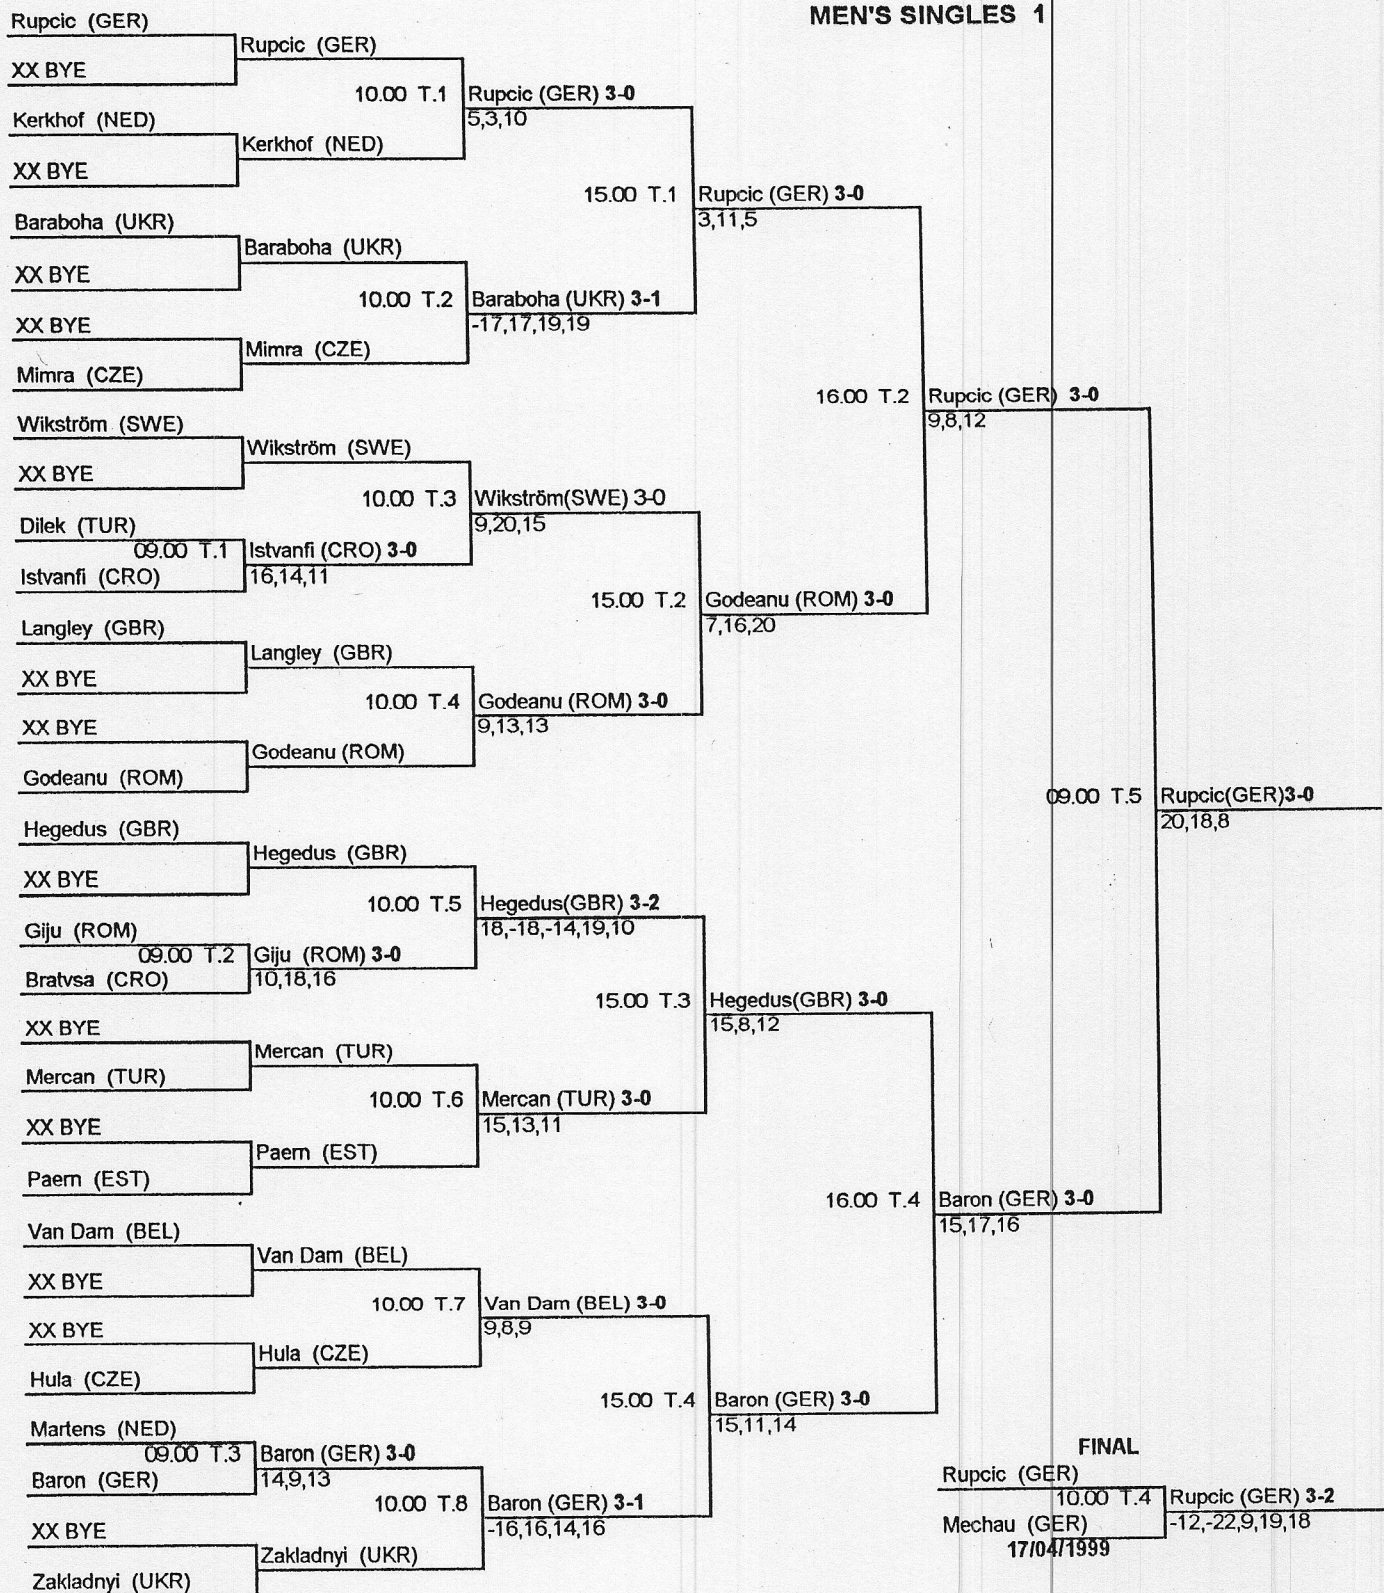 MEN'S SINGLES 1
Rupcic (GER)
XX BYE
Kerkhof (NED)
XX BYE
Baraboha (UKR)
XX BYE
XX BYE
Mimra (CZE)
Wikström (SWE)
XX BYE
Dilek (TUR)
09.00 T.1
Istvanfi (CRO)
Langley (GBR)
XX BYE
XX BYE
Godeanu (ROM)
Hegedus (GBR)
XX BYE
Giju (ROM)
09.00 T.2
Bratvsa (CRO)
XX BYE
Mercan (TUR)
XX BYE
Paern (EST)
Van Dam (BEL)
XX BYE
XX BYE
Hula (CZE)
Martens (NED)
09.00 T.3
Baron (GER)
XX BYE
Zakladnyi (UKR)
Rupcic (GER)
10.00 T.1
Kerkhof (NED)
Baraboha (UKR)
10.00 T.2
Mimra (CZE)
Wikström (SWE)
10.00 T.3
Istvanfi (CRO) 3-0
16,14,11
Langley (GBR)
10.00 T.4
Godeanu (ROM)
Hegedus (GBR)
10.00 T.5
Giju (ROM) 3-0
10,18,16
Mercan (TUR)
10.00 T.6
Paern (EST)
Van Dam (BEL)
10.00 T.7
Hula (CZE)
Baron (GER) 3-0
14,9,13
10.00 T.8
Zakladnyi (UKR)
Rupcic (GER) 3-0
5,3,10
15.00 T.1
Baraboha (UKR) 3-1
-17,17,19,19
Wikström(SWE) 3-0
9,20,15
15.00 T.2
Godeanu (ROM) 3-0
9,13,13
Hegedus(GBR) 3-2
18,-18,-14,19,10
15.00 T.3
Mercan (TUR) 3-0
15,13,11
Van Dam (BEL) 3-0
9,8,9
15.00 T.4
Baron (GER) 3-1
-16,16,14,16
Rupcic (GER) 3-0
3,11,5
16.00 T.2
Godeanu (ROM) 3-0
7,16,20
Hegedus(GBR) 3-0
15,8,12
16.00 T.4
Baron (GER) 3-0
15,11,14
Rupcic (GER) 3-0
9,8,12
09.00 T.5
Baron (GER) 3-0
15,17,16
Rupcic(GER)3-0
20,18,8
FINAL
Rupcic (GER)
10.00 T.4
Mechau (GER)
17/04/1999
Rupcic (GER) 3-2
-12,-22,9,19,18